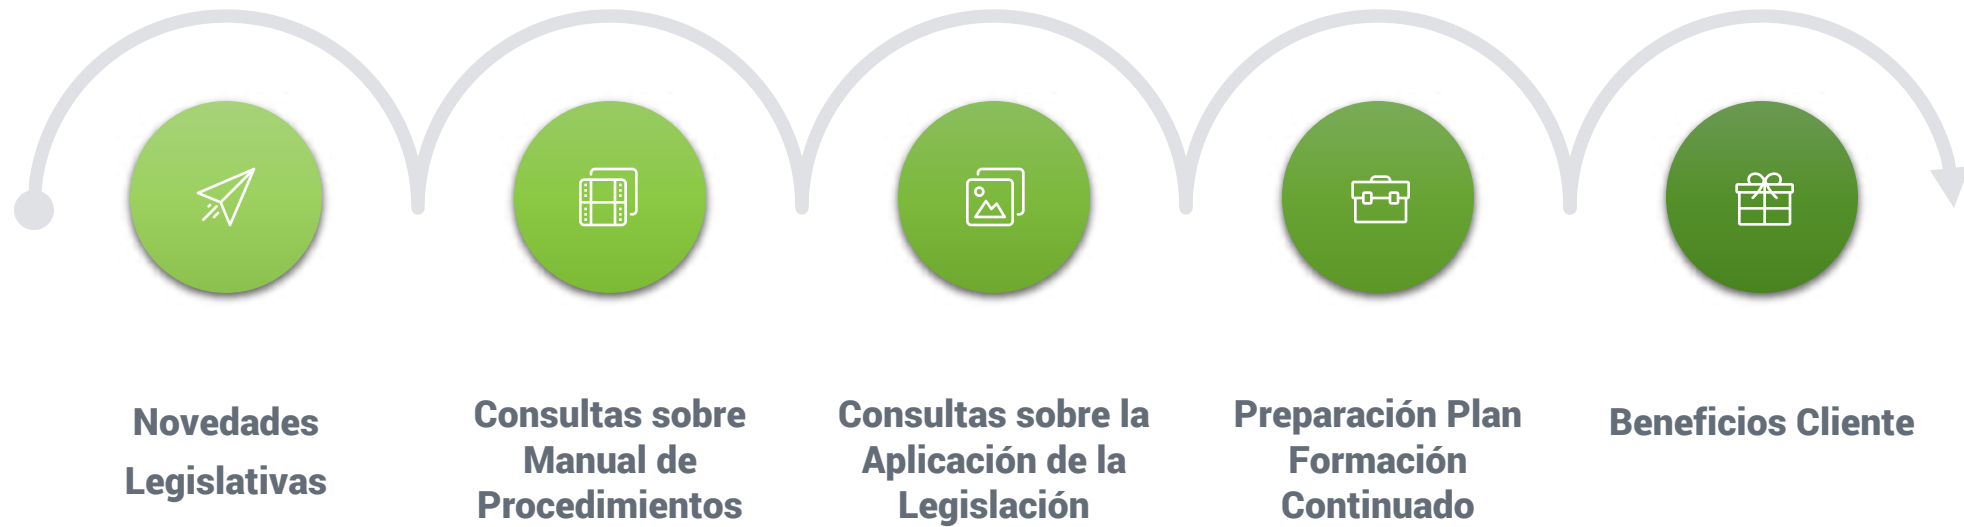 Novedades
Legislativas
Consultas sobre
Manual de
Procedimientos
Consultas sobre la
Aplicación de la
Legislación
Preparación Plan
Formación
Continuado
Beneficios Cliente